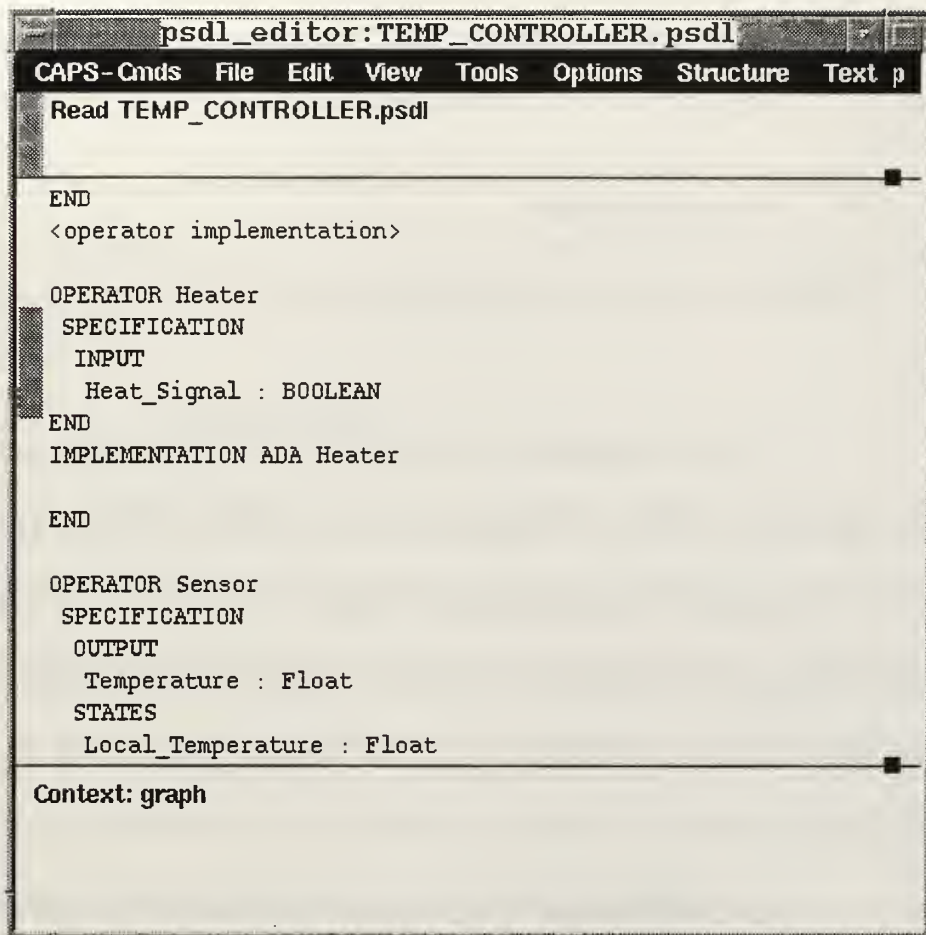 psdl_editor:TEMP_CONTROLLER.psdl
CAPS-Cmds File Edit View Tools Options Structure Text p
Read TEMP_CONTROLLER.psdl
END
<operator implementation>
OPERATOR Heater
SPECIFICATION
INPUT
Heat_Signal : BOOLEAN
END
IMPLEMENTATION ADA Heater
END
OPERATOR Sensor
SPECIFICATION
OUTPUT
Temperature : Float
STATES
Local_Temperature : Float
Context: graph